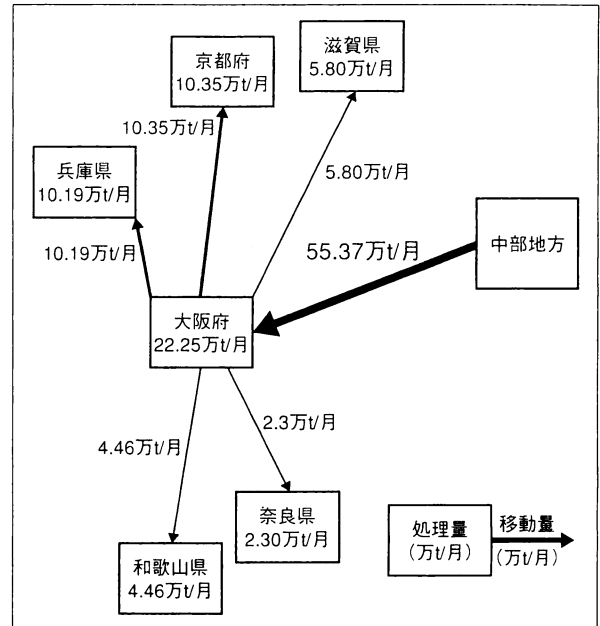 滋賀県
5.80万t/月
京都府
10.35万t/月
10.35万t/月
5.80万t/月
兵庫県
10.19万t/月
10.19万t/月
55.37万t/月
中部地方
大阪府
22.25万t/月
4.46万t/月
2.3万t/月
奈良県
2.30万t/月
和歌山県
4.46万t/月
処理量
（万t/月）
移動量
（万t/月）